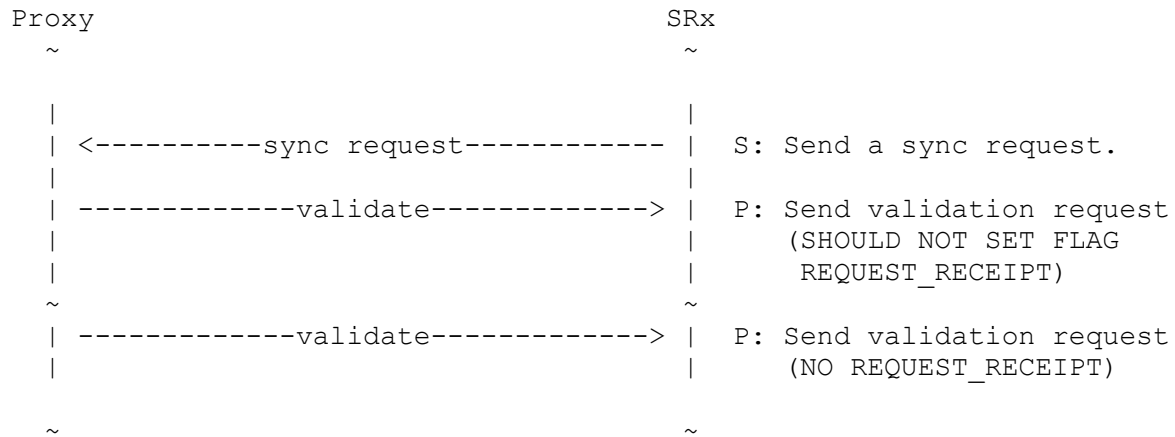 Proxy                                     SRx
  ~                                        ~
  |                                        |
  | <----------sync request------------ |  S: Send a sync request.
  |                                        |
  | -------------validate-------------> |  P: Send validation request
  |                                        |     (SHOULD NOT SET FLAG
  |                                        |      REQUEST_RECEIPT)
  ~                                        ~
  | -------------validate-------------> |  P: Send validation request
  |                                        |     (NO REQUEST_RECEIPT)
  ~                                        ~